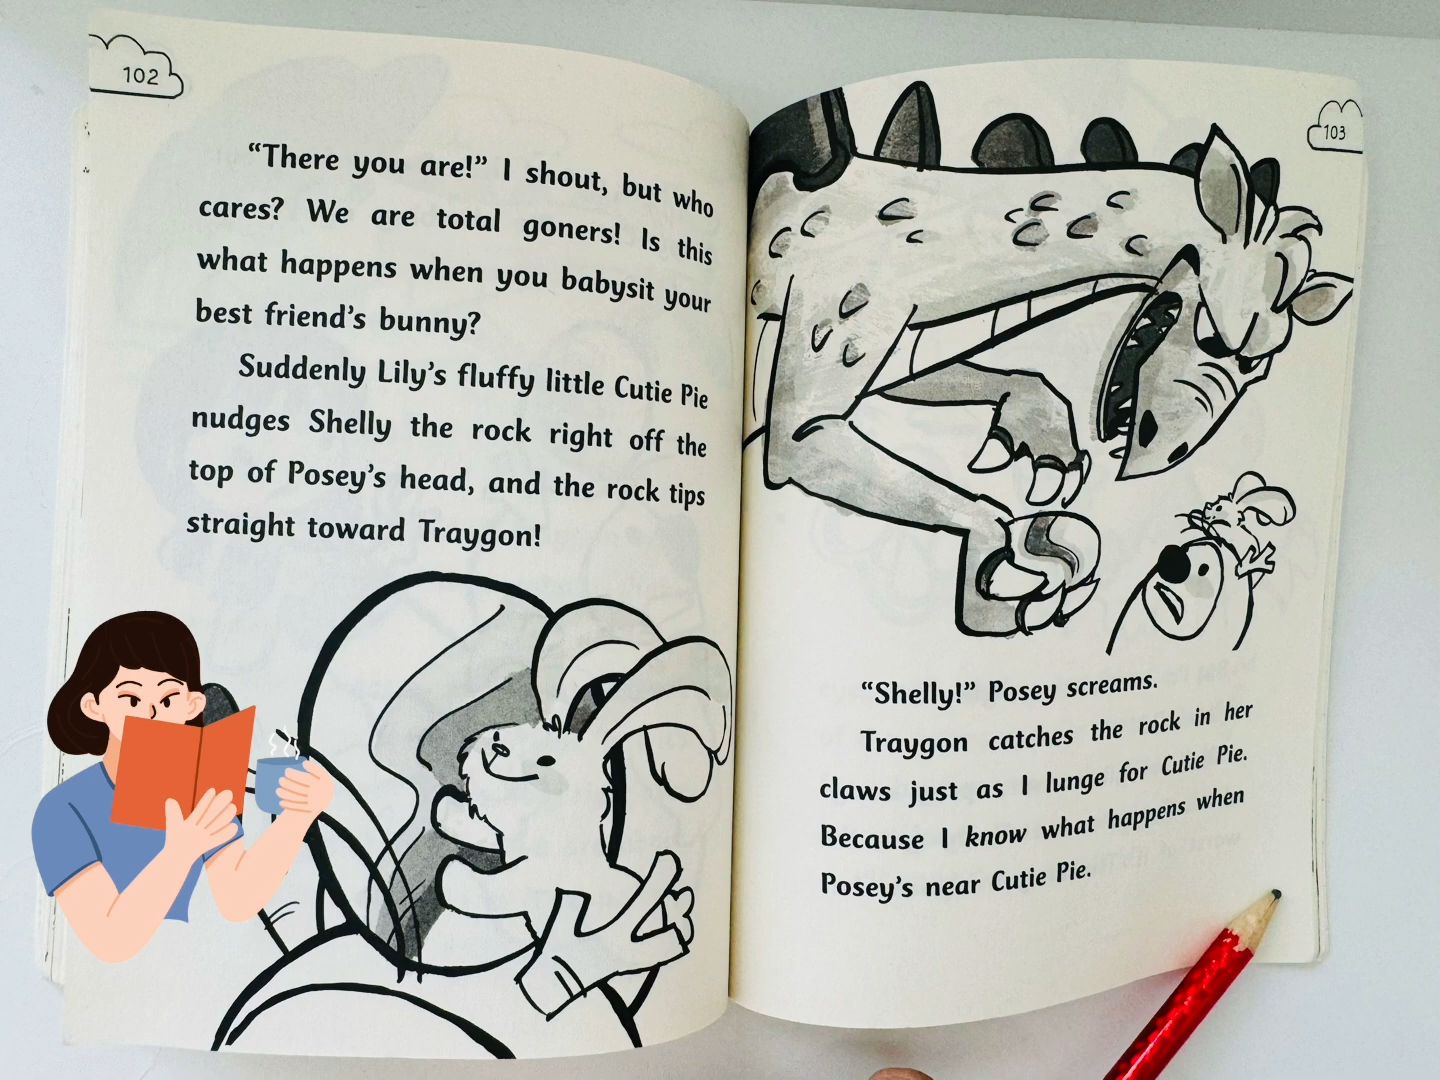 102
“There you are!” I shout, but who
cares? We are total goners! Is this
what happens when you babysit your
best friend’s bunny?
Suddenly Lily’s fluffy little Cutie Pie
nudges Shelly the rock right off the
top of Posey’s head, and the rock tips
straight toward Traygon!
103
“Shelly!” Posey screams.
Traygon catches the rock in her
claws just as I lunge for Cutie Pie.
Because I know what happens when
Posey’s near Cutie Pie.